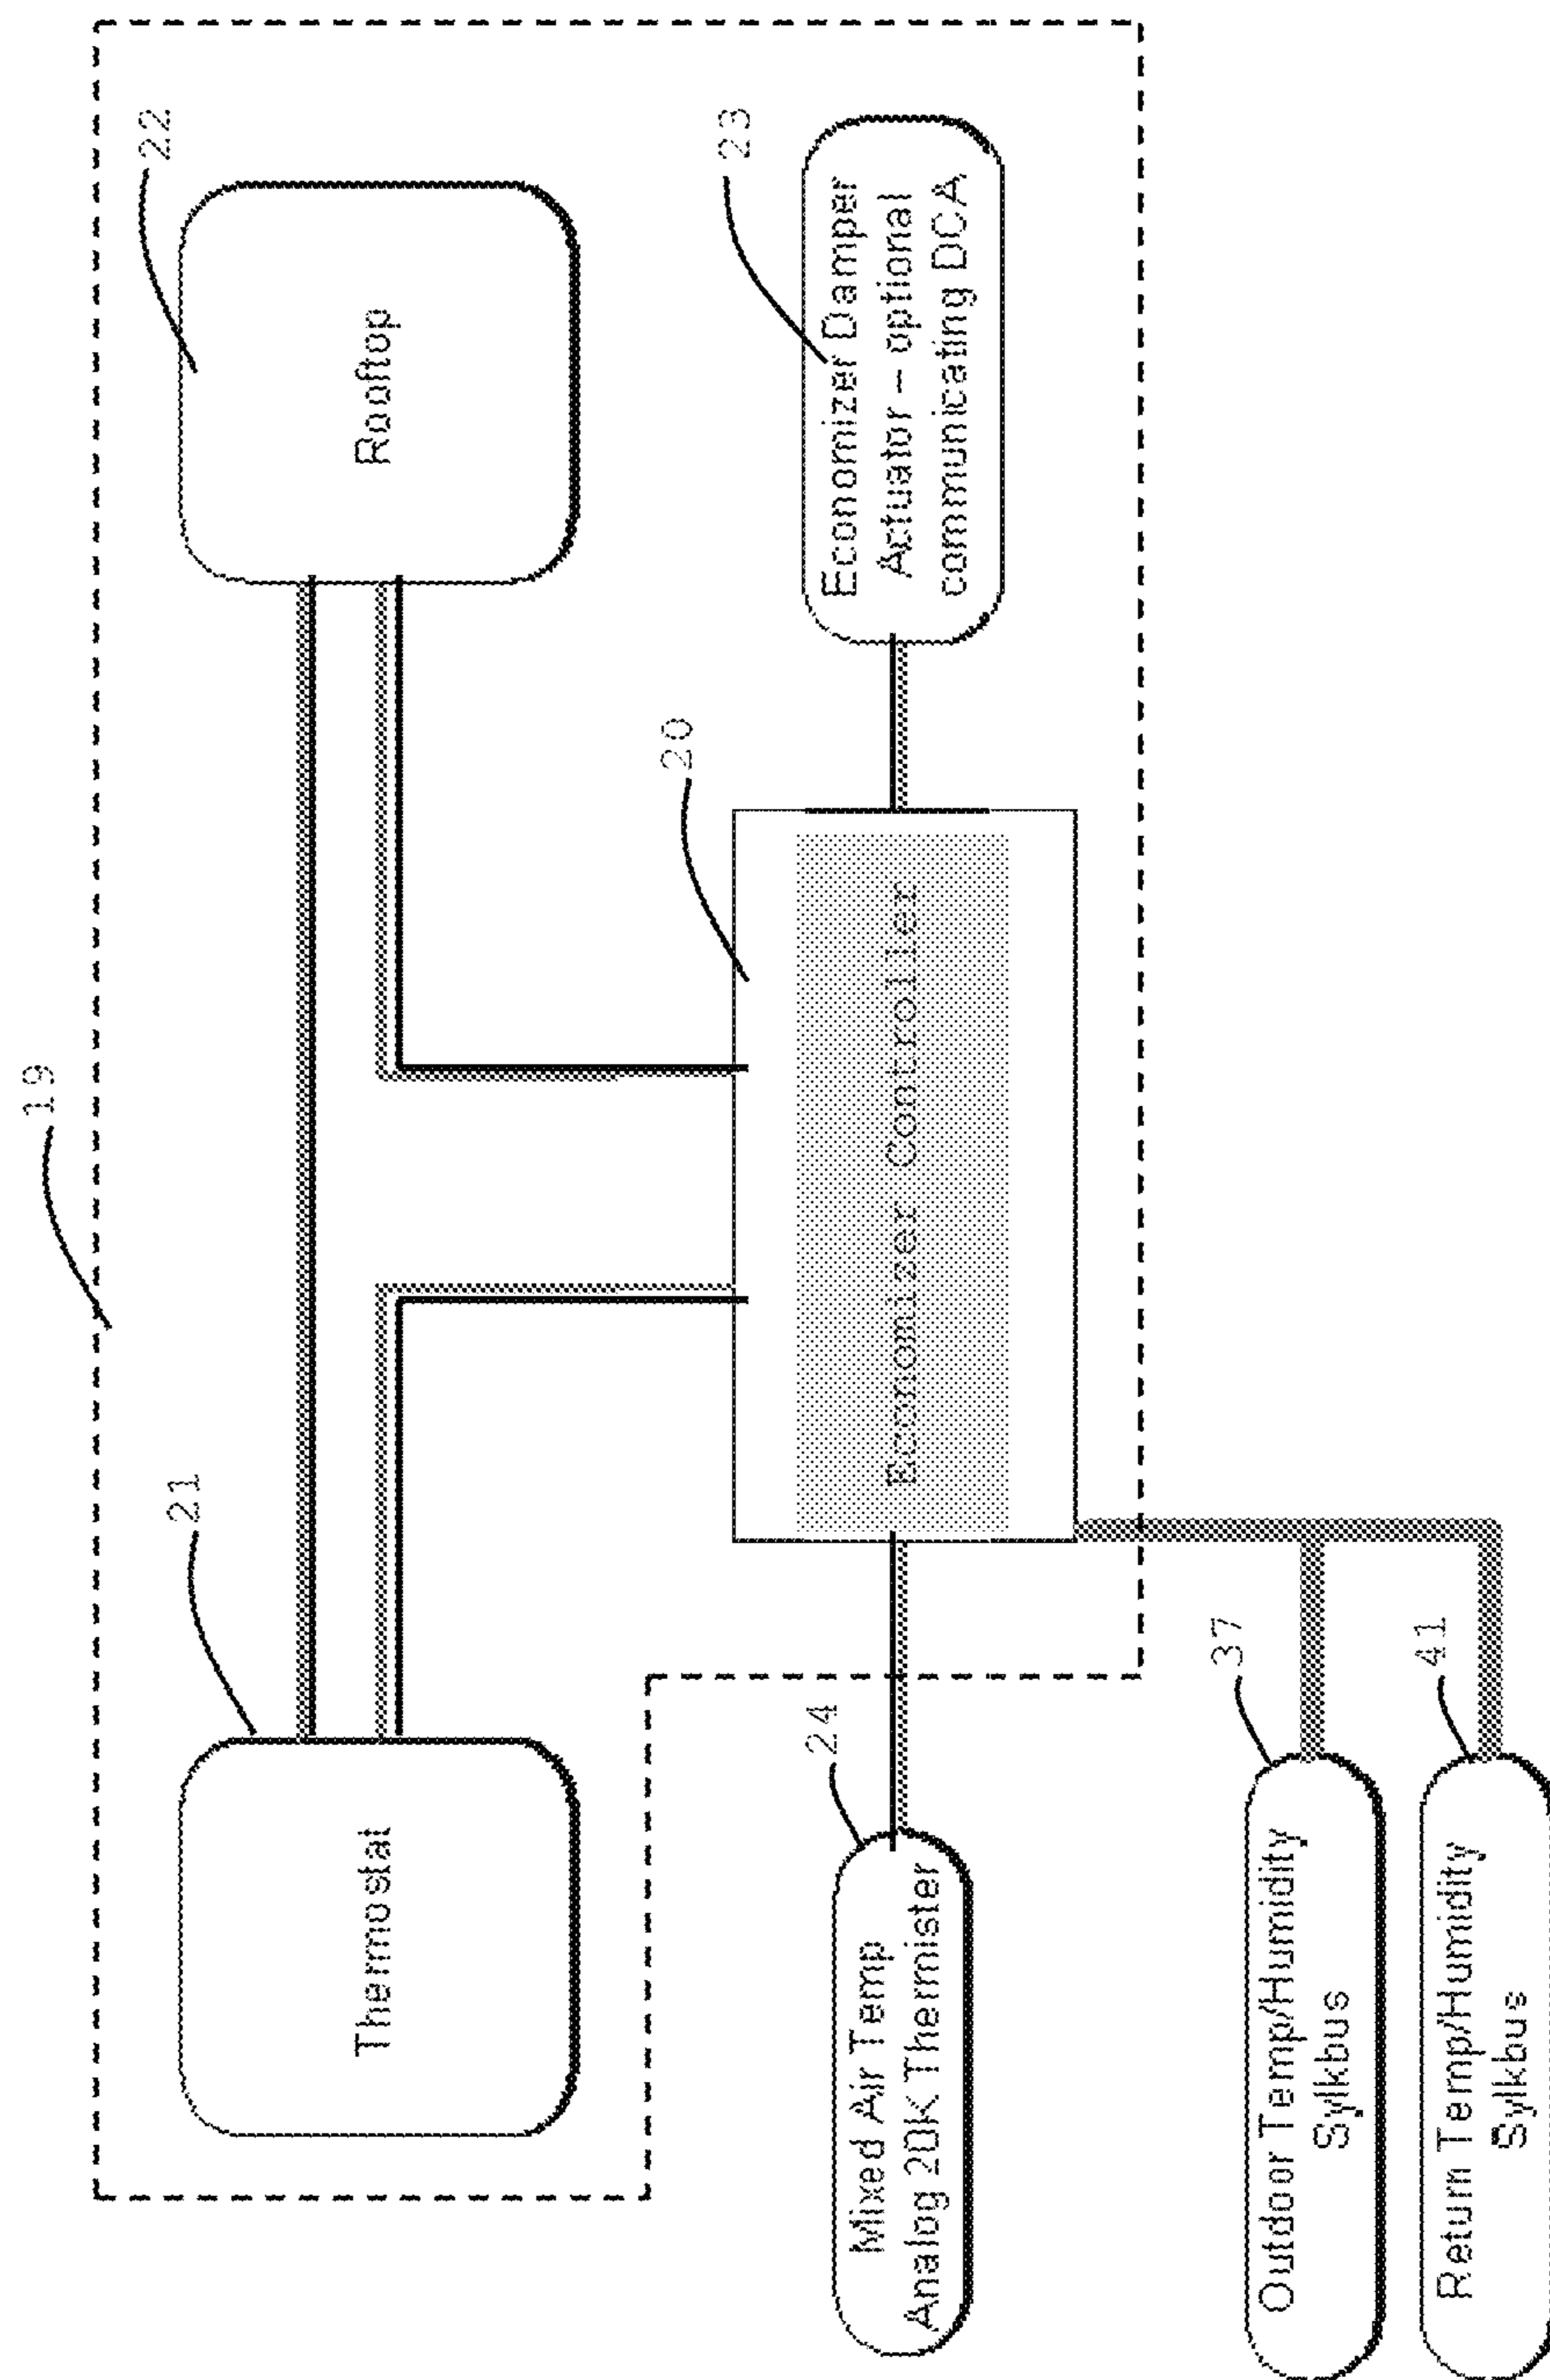 19
21
Thermostat
22
Rooftop
20
Economizer Controller
23
Economizer Damper
Actuator – optional
communicating DCA
24
Mixed Air Temp
Analog 20K Thermister
37
Outdoor Temp/Humidity
Sylkbus
41
Return Temp/Humidity
Sylkbus